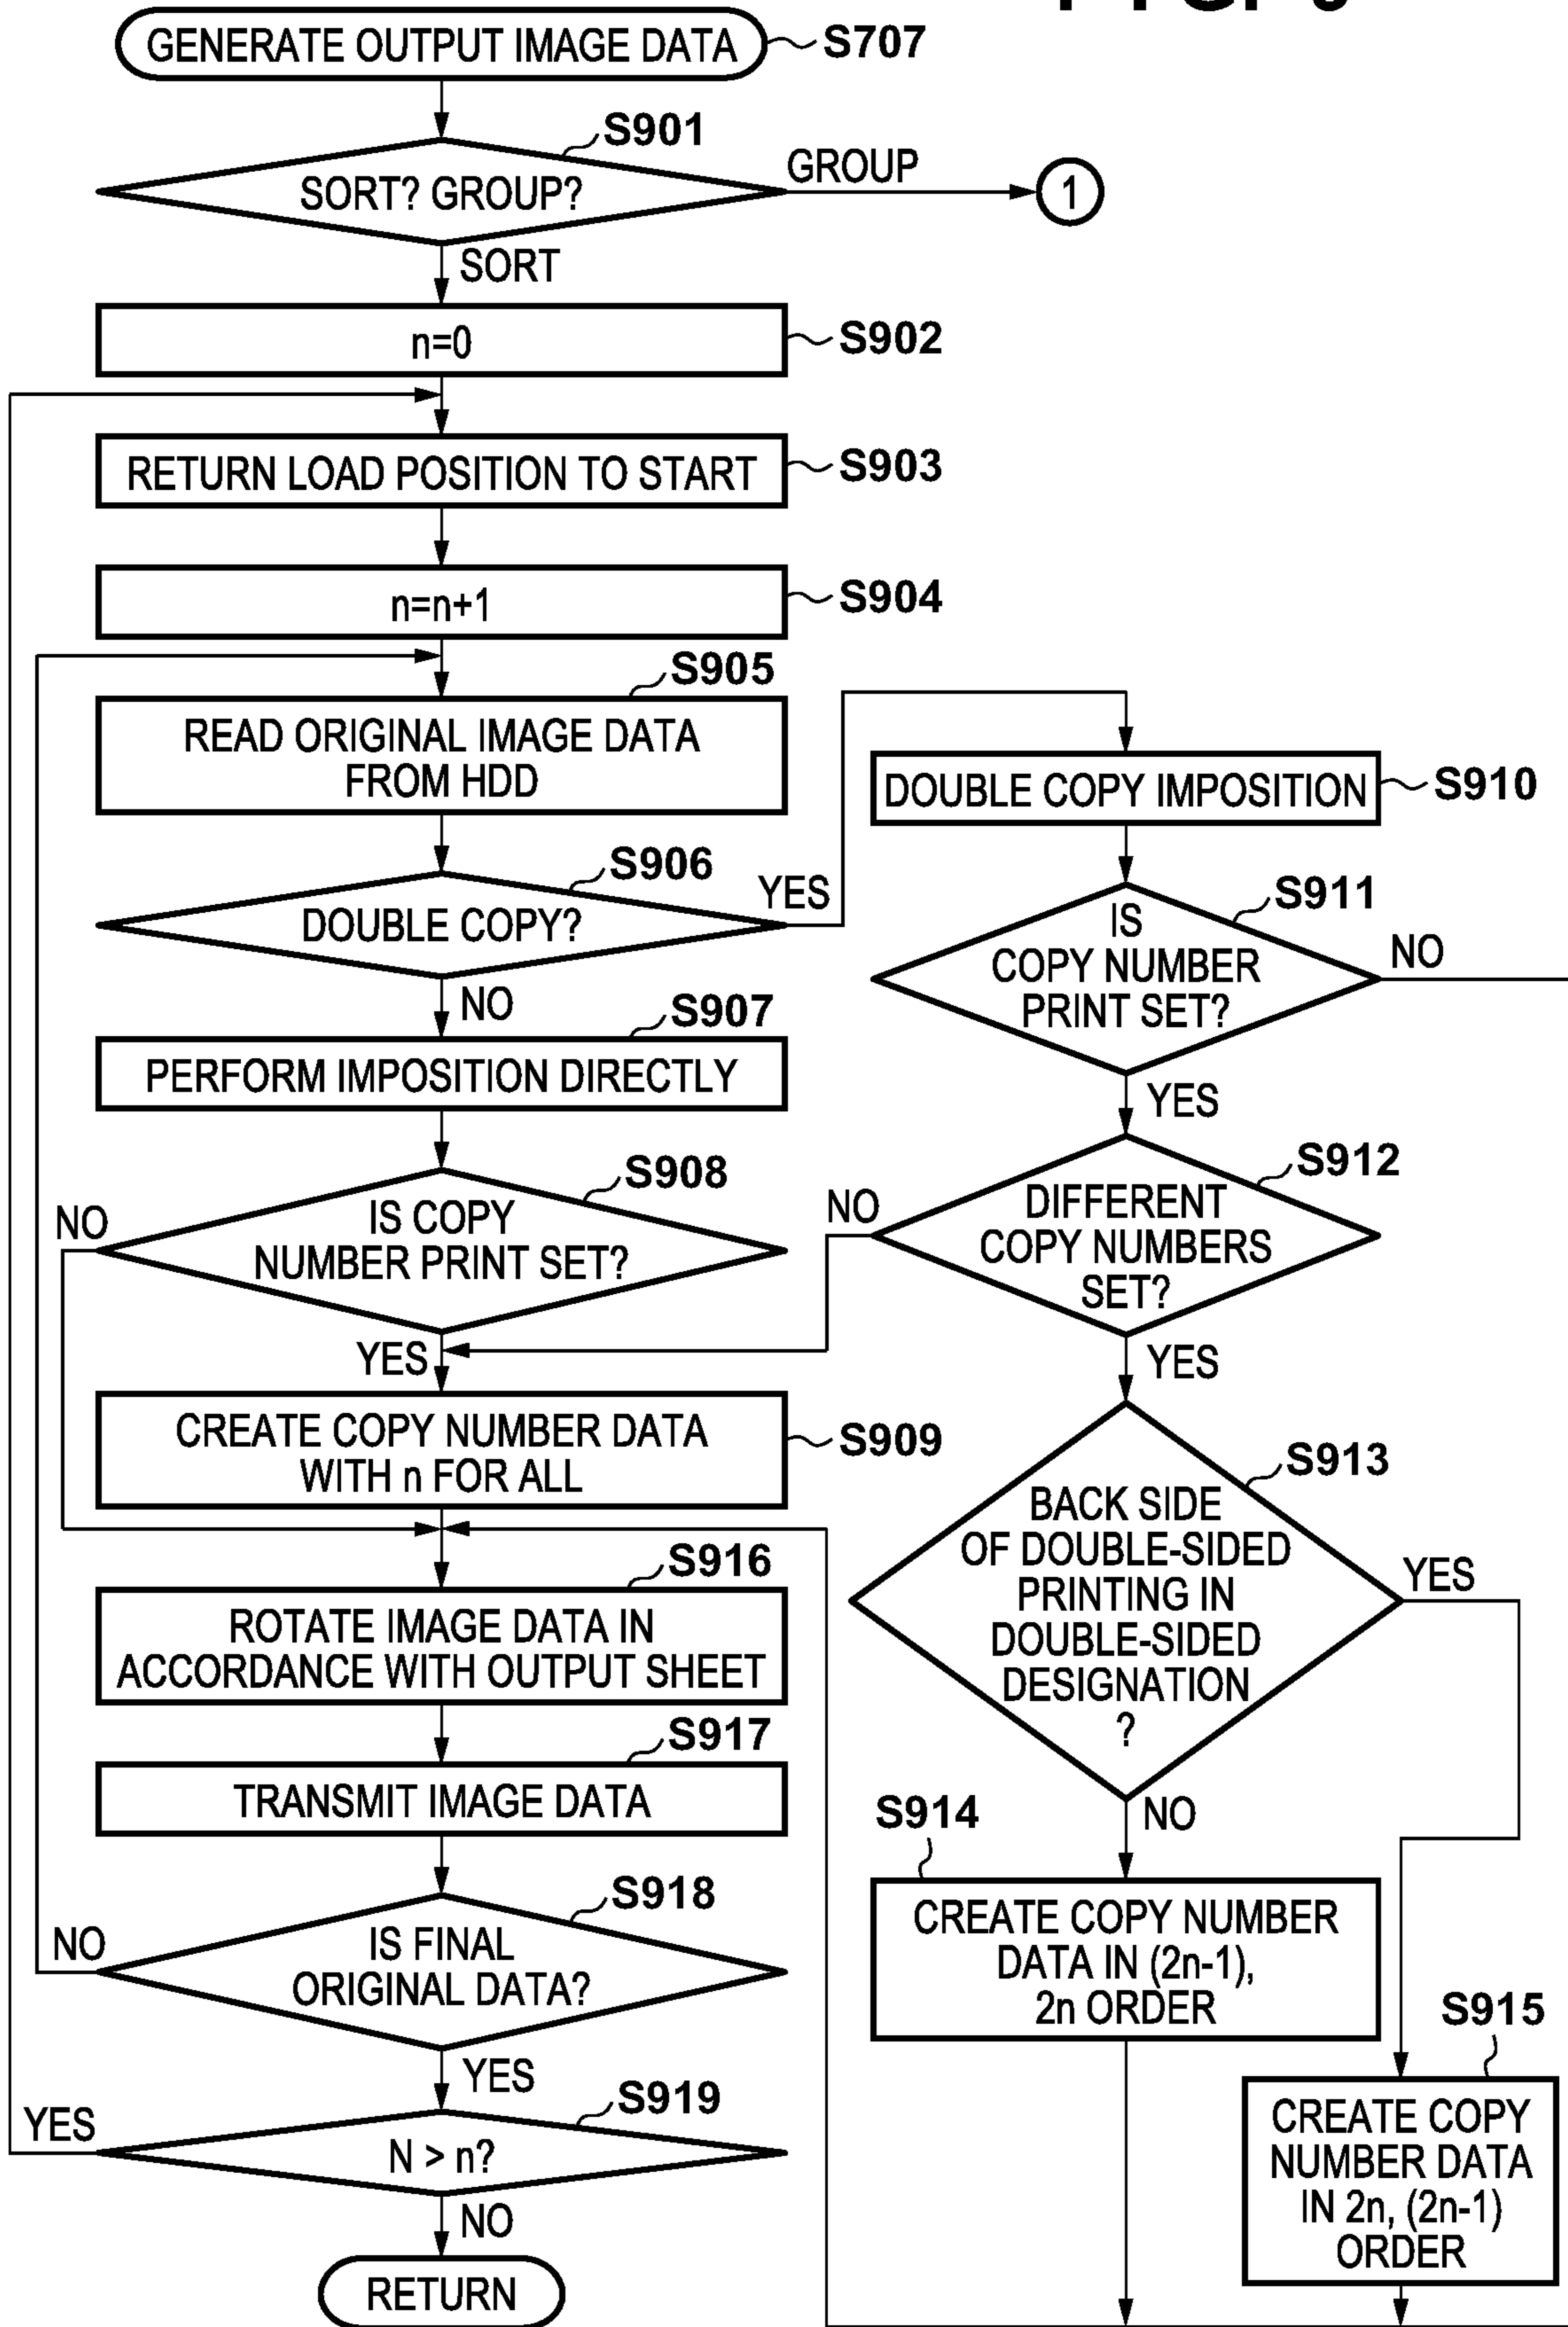 GENERATE OUTPUT IMAGE DATA
S707
S901
SORT? GROUP?
GROUP
1
SORT
n=0
S902
RETURN LOAD POSITION TO START
S903
n=n+1
S904
S905
READ ORIGINAL IMAGE DATA
FROM HDD
S906
DOUBLE COPY?
YES
NO
S907
PERFORM IMPOSITION DIRECTLY
S908
IS COPY
NUMBER PRINT SET?
NO
YES
CREATE COPY NUMBER DATA
WITH n FOR ALL
S909
S916
ROTATE IMAGE DATA IN
ACCORDANCE WITH OUTPUT SHEET
S917
TRANSMIT IMAGE DATA
S918
IS FINAL
ORIGINAL DATA?
NO
YES
S919
N > n?
YES
NO
RETURN
DOUBLE COPY IMPOSITION
S910
S911
IS
COPY NUMBER
PRINT SET?
NO
YES
S912
DIFFERENT
COPY NUMBERS
SET?
NO
YES
S913
BACK SIDE
OF DOUBLE-SIDED
PRINTING IN
DOUBLE-SIDED
DESIGNATION
?
YES
NO
S914
CREATE COPY NUMBER
DATA IN (2n-1),
2n ORDER
S915
CREATE COPY
NUMBER DATA
IN 2n, (2n-1)
ORDER